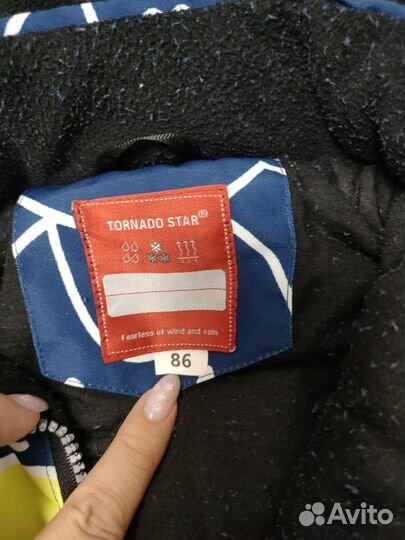 TORNADO STAR®
Fearless of wind and rain
86
Avito